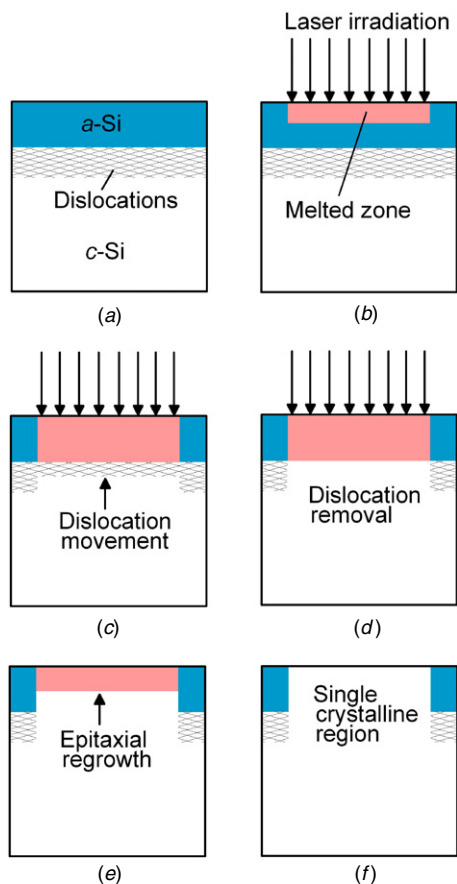 Laser irradiation
a-Si
Dislocations
c-Si
Melted zone
(a)
(b)
Dislocation
movement
Dislocation
removal
(c)
(d)
Epitaxial
regrowth
Single
crystalline
region
(e)
(f)